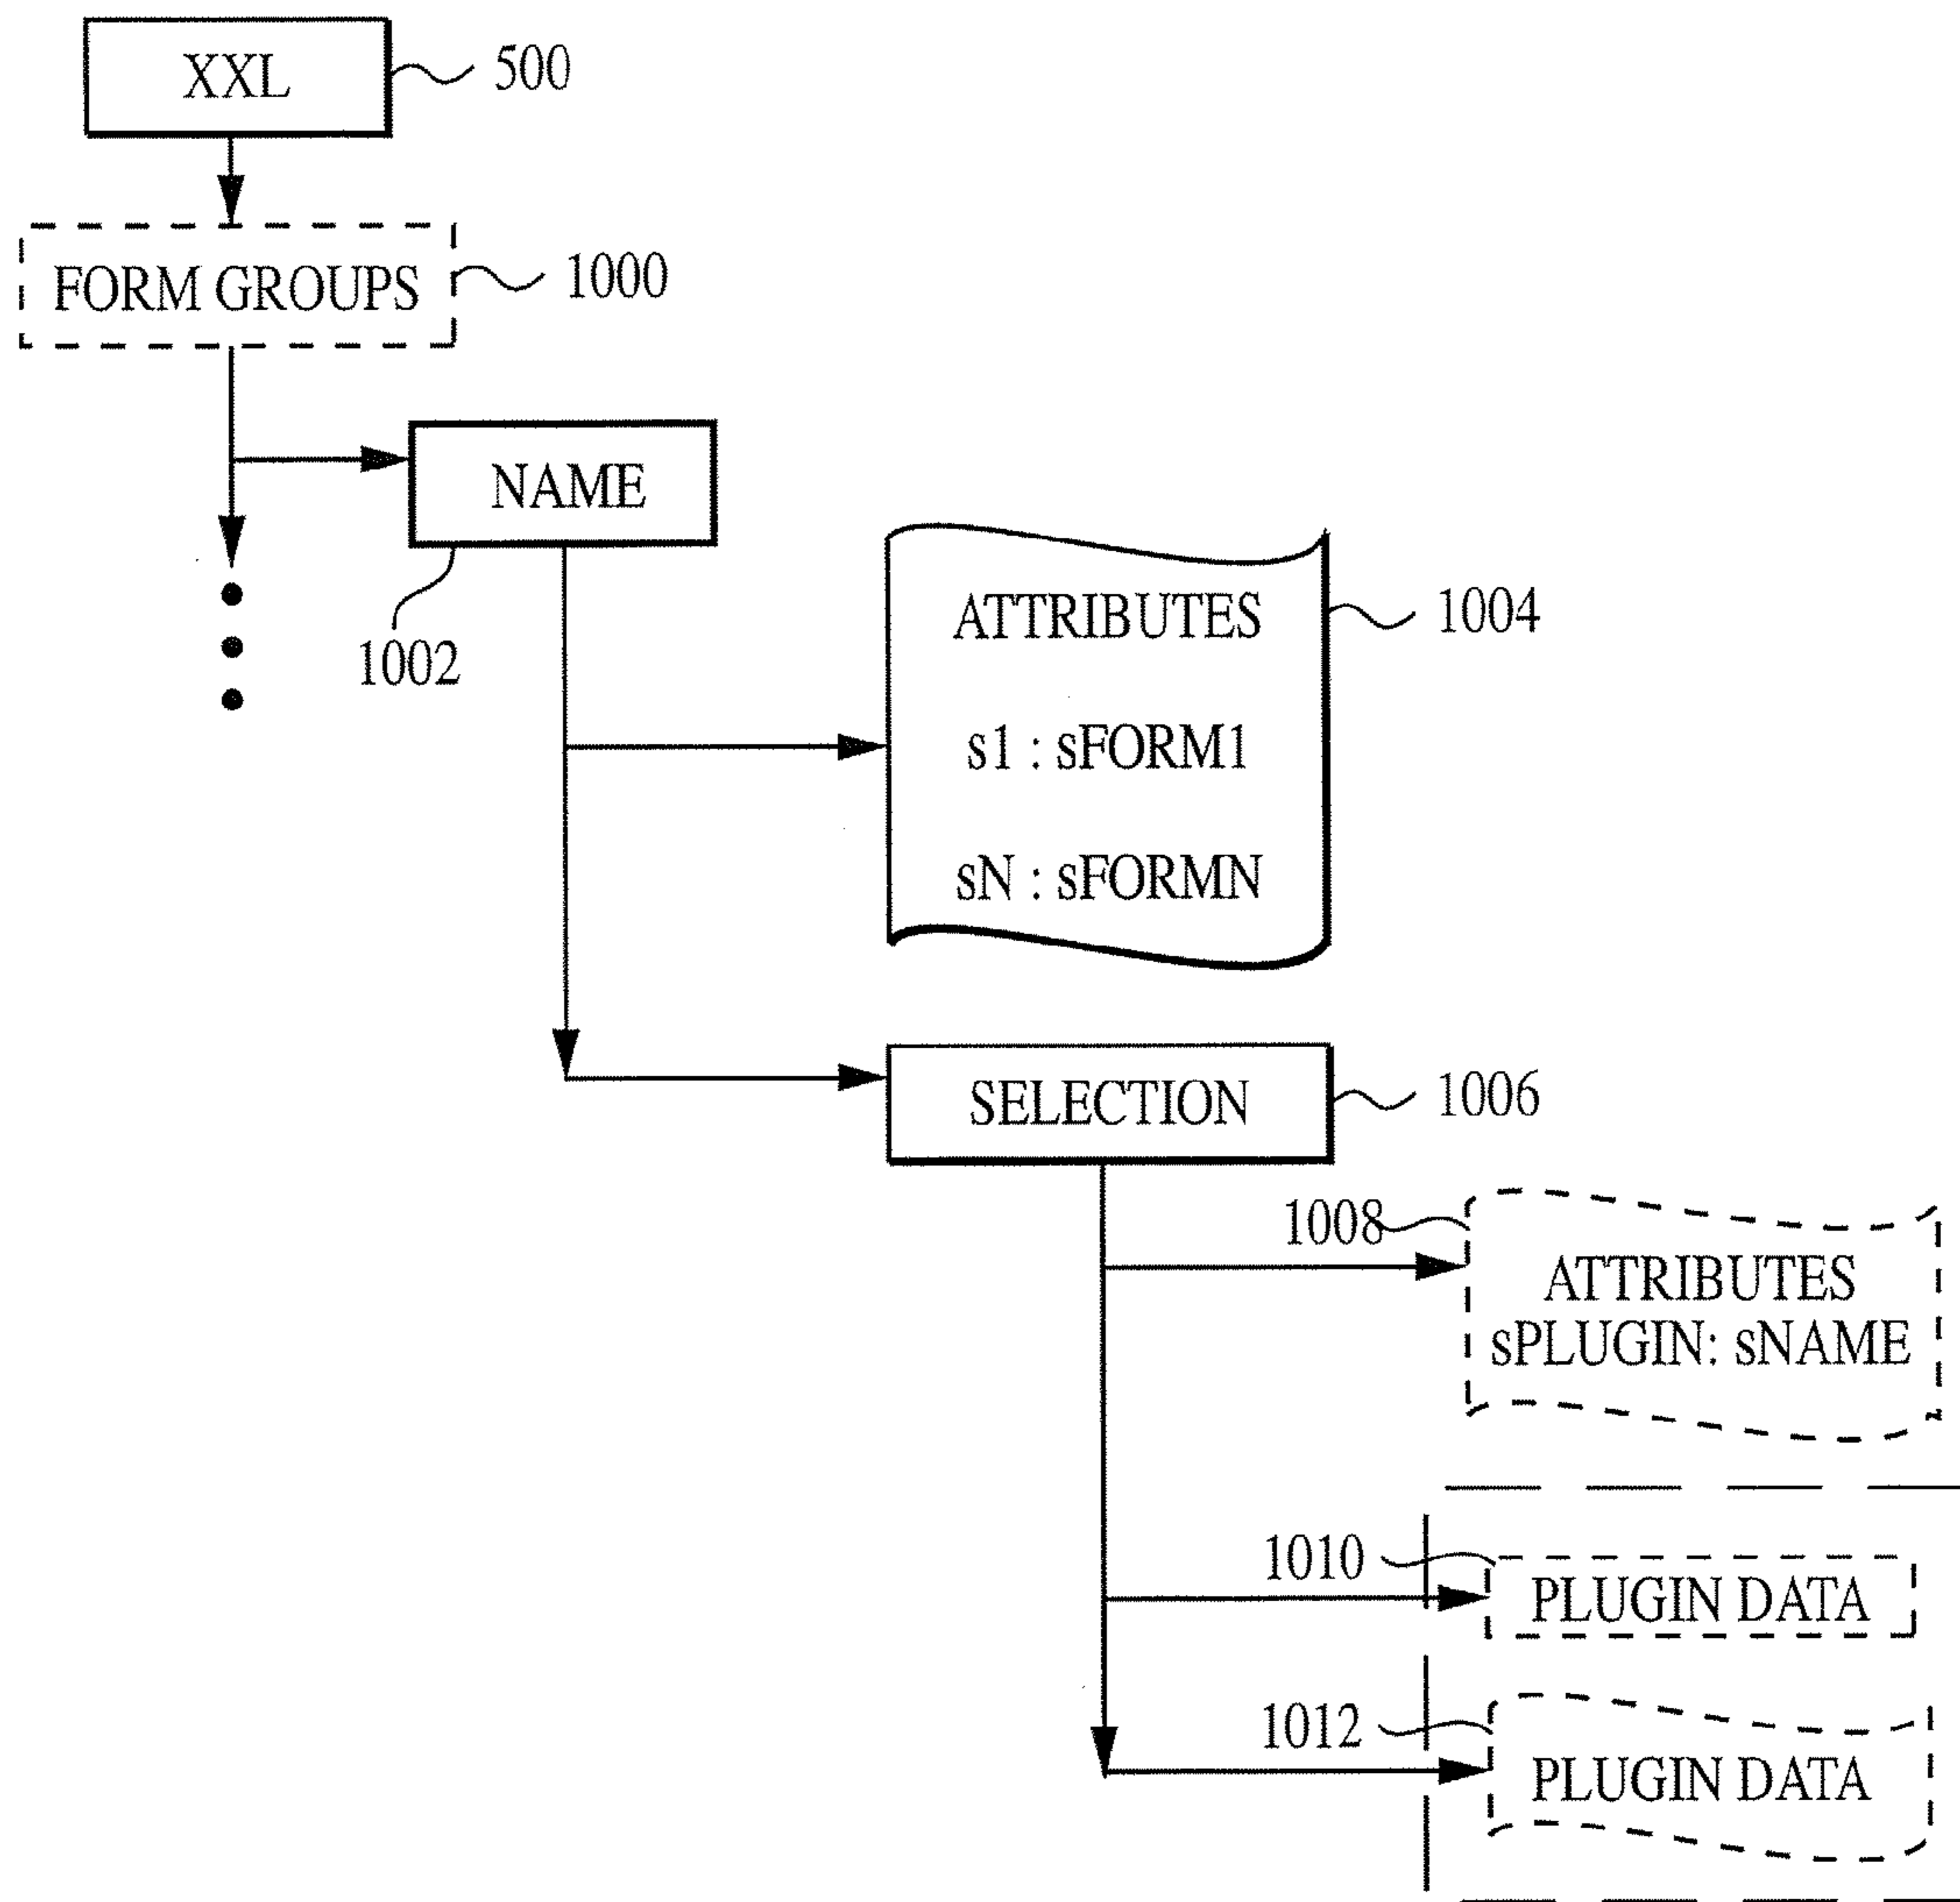 XXL
500
FORM GROUPS
1000
NAME
1002
ATTRIBUTES
s1 : sFORM1
sN : sFORMN
1004
SELECTION
1006
1008
ATTRIBUTES
sPLUGIN: sNAME
1010
PLUGIN DATA
1012
PLUGIN DATA